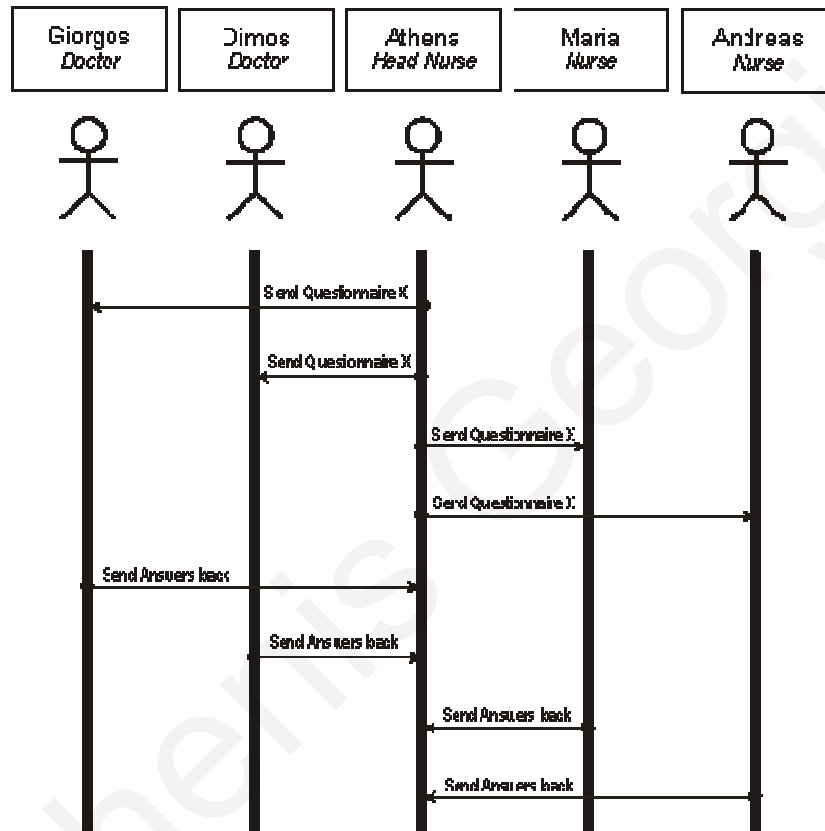 Giorgos
Doctor
Dimos
Doctor
Athena
Head Nurse
Maria
Nurse
Andreas
Nurse
Send Questionnaire X
Send Questionnaire X
Send Questionnaire X
Send Questionnaire X
Send Answers back
Send Answers back
Send Answers back
Send Answers back